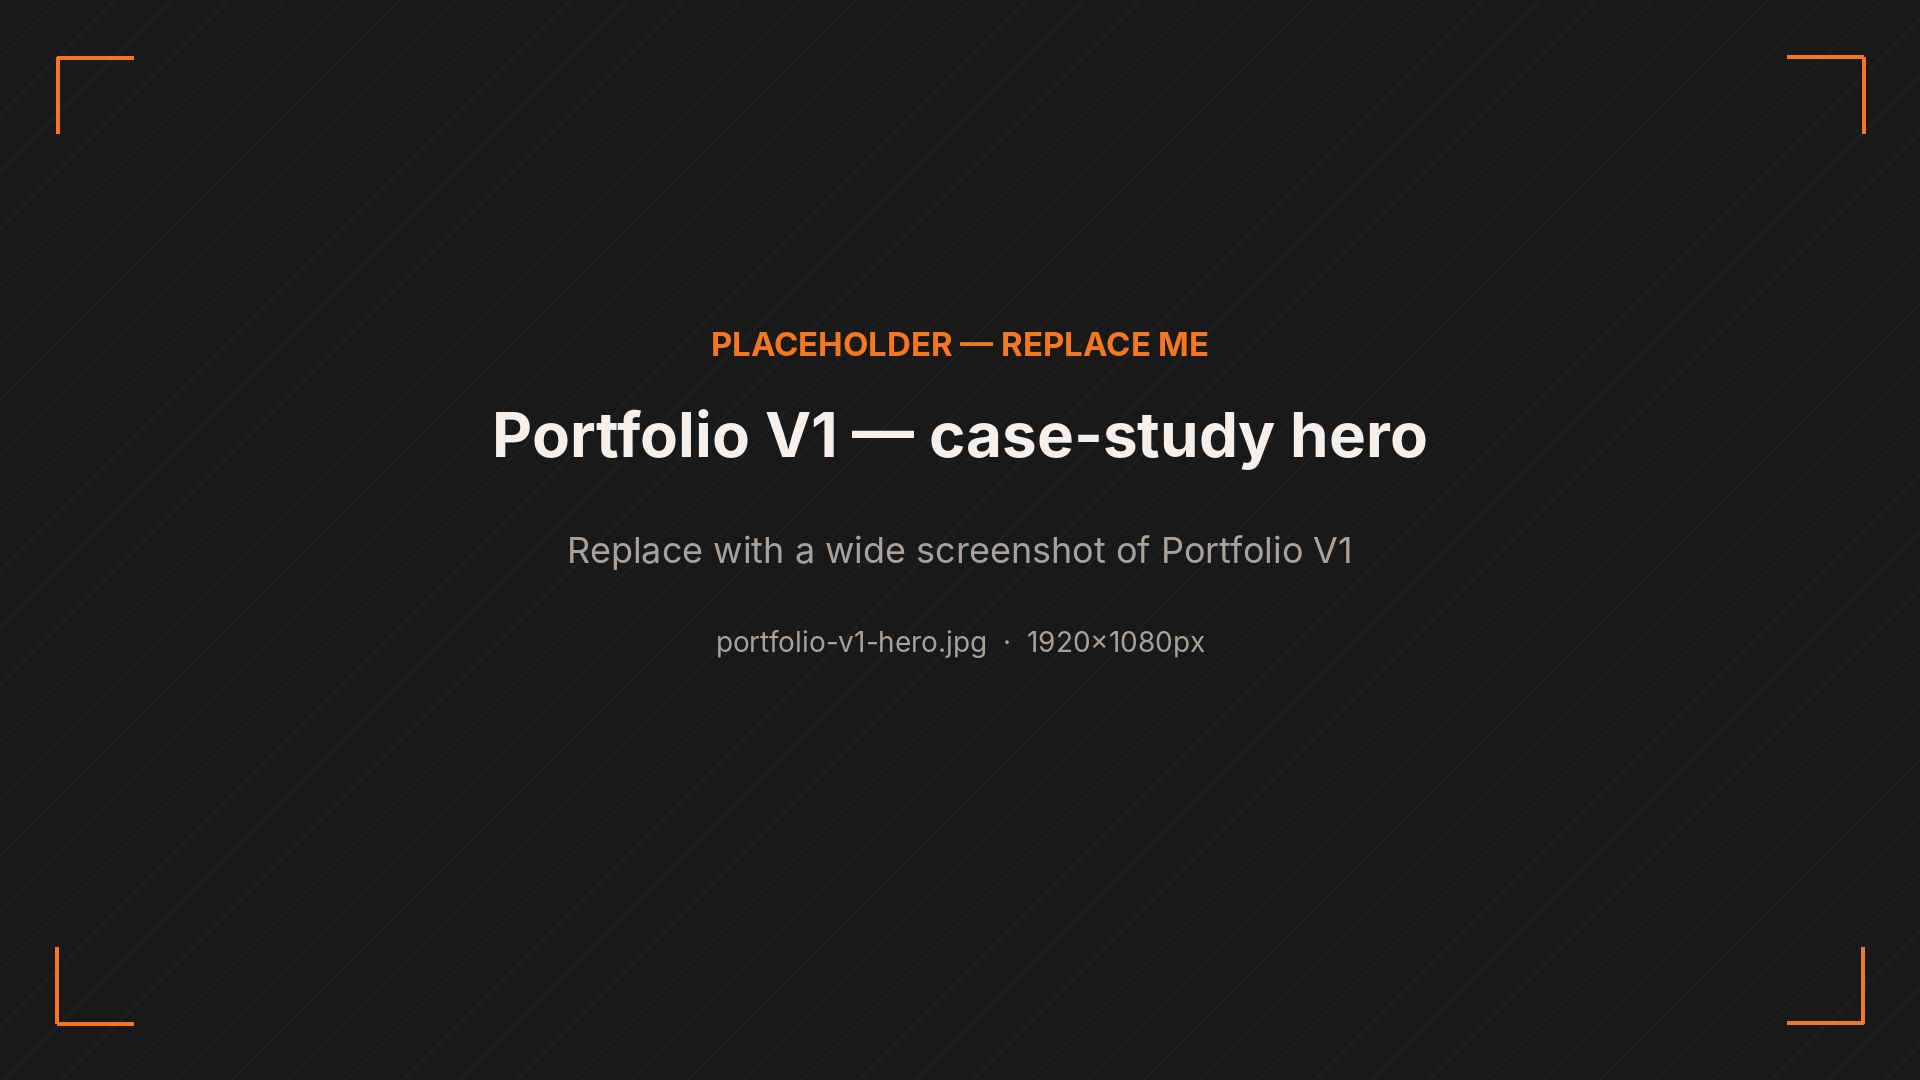 PLACEHOLDER — REPLACE ME
Portfolio V1 — case-study hero
Replace with a wide screenshot of Portfolio V1
portfolio-v1-hero.jpg · 1920×1080px